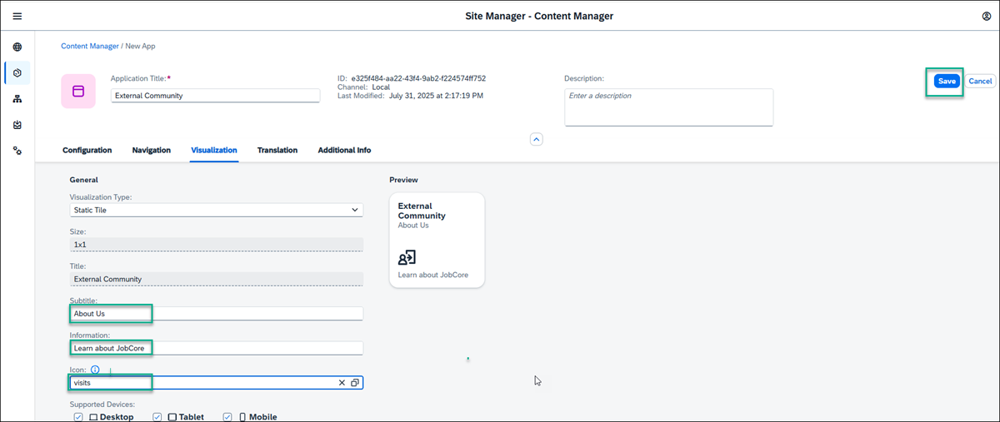 Site Manager - Content Manager
Content Manager / New App
Application Title:*
External Community
ID: e325f484-aa22-43f4-9ab2-f224574ff752
Channel: Local
Last Modified: July 31, 2025 at 2:17:19 PM
Description:
Enter a description
Save
Cancel
Configuration
Navigation
Visualization
Translation
Additional Info
General
Visualization Type:
Static Tile
Size:
1x1
Title:
External Community
Subtitle:
About Us
Information:
Learn about JobCore
Icon:
visits
Supported Devices:
Desktop
Tablet
Mobile
Preview
External
Community
About Us
Learn about JobCore